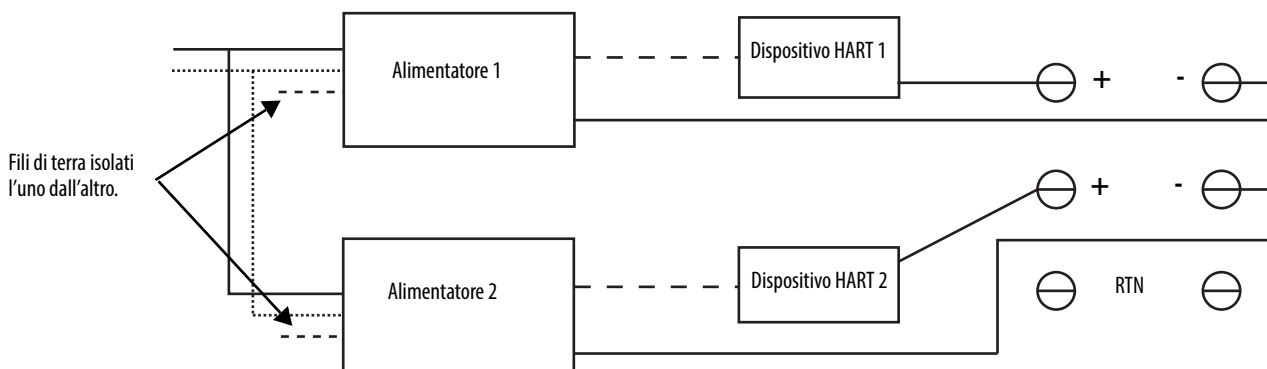 Alimentatore 1
Dispositivo HART 1
+ -
Fili di terra isolati
l'uno dall'altro.
+ -
Alimentatore 2
Dispositivo HART 2
RTN